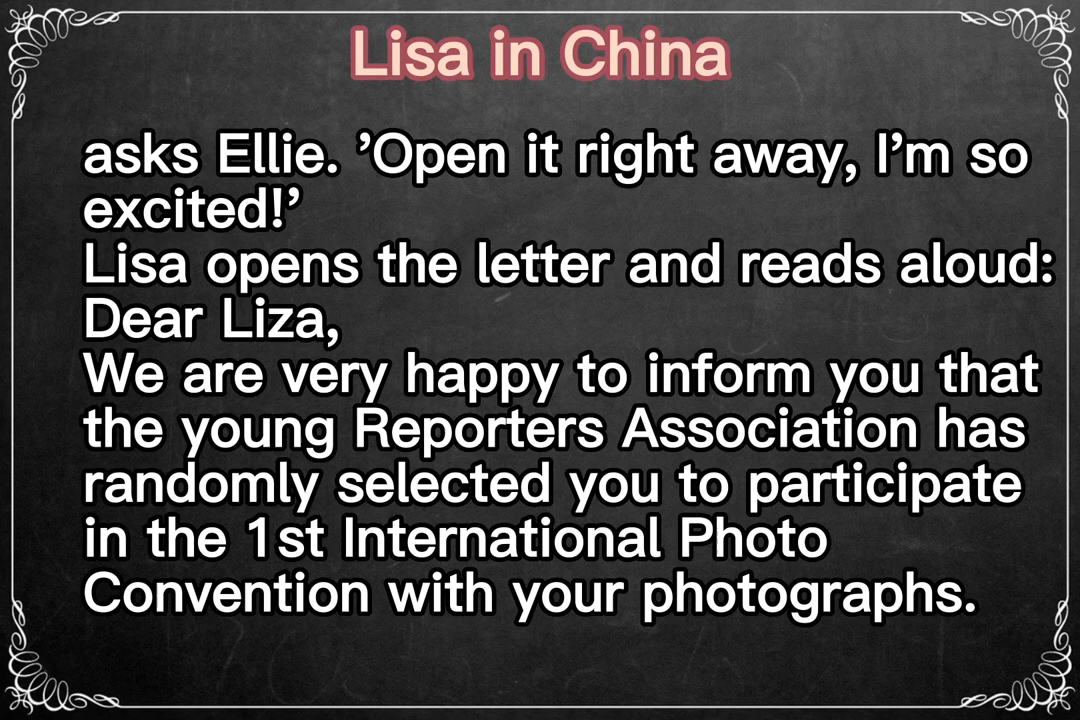 Lisa in China
asks Ellie. ’Open it right away, I’m so
excited!’
Lisa opens the letter and reads aloud:
Dear Liza,
We are very happy to inform you that
the young Reporters Association has
randomly selected you to participate
in the 1st International Photo
Convention with your photographs.